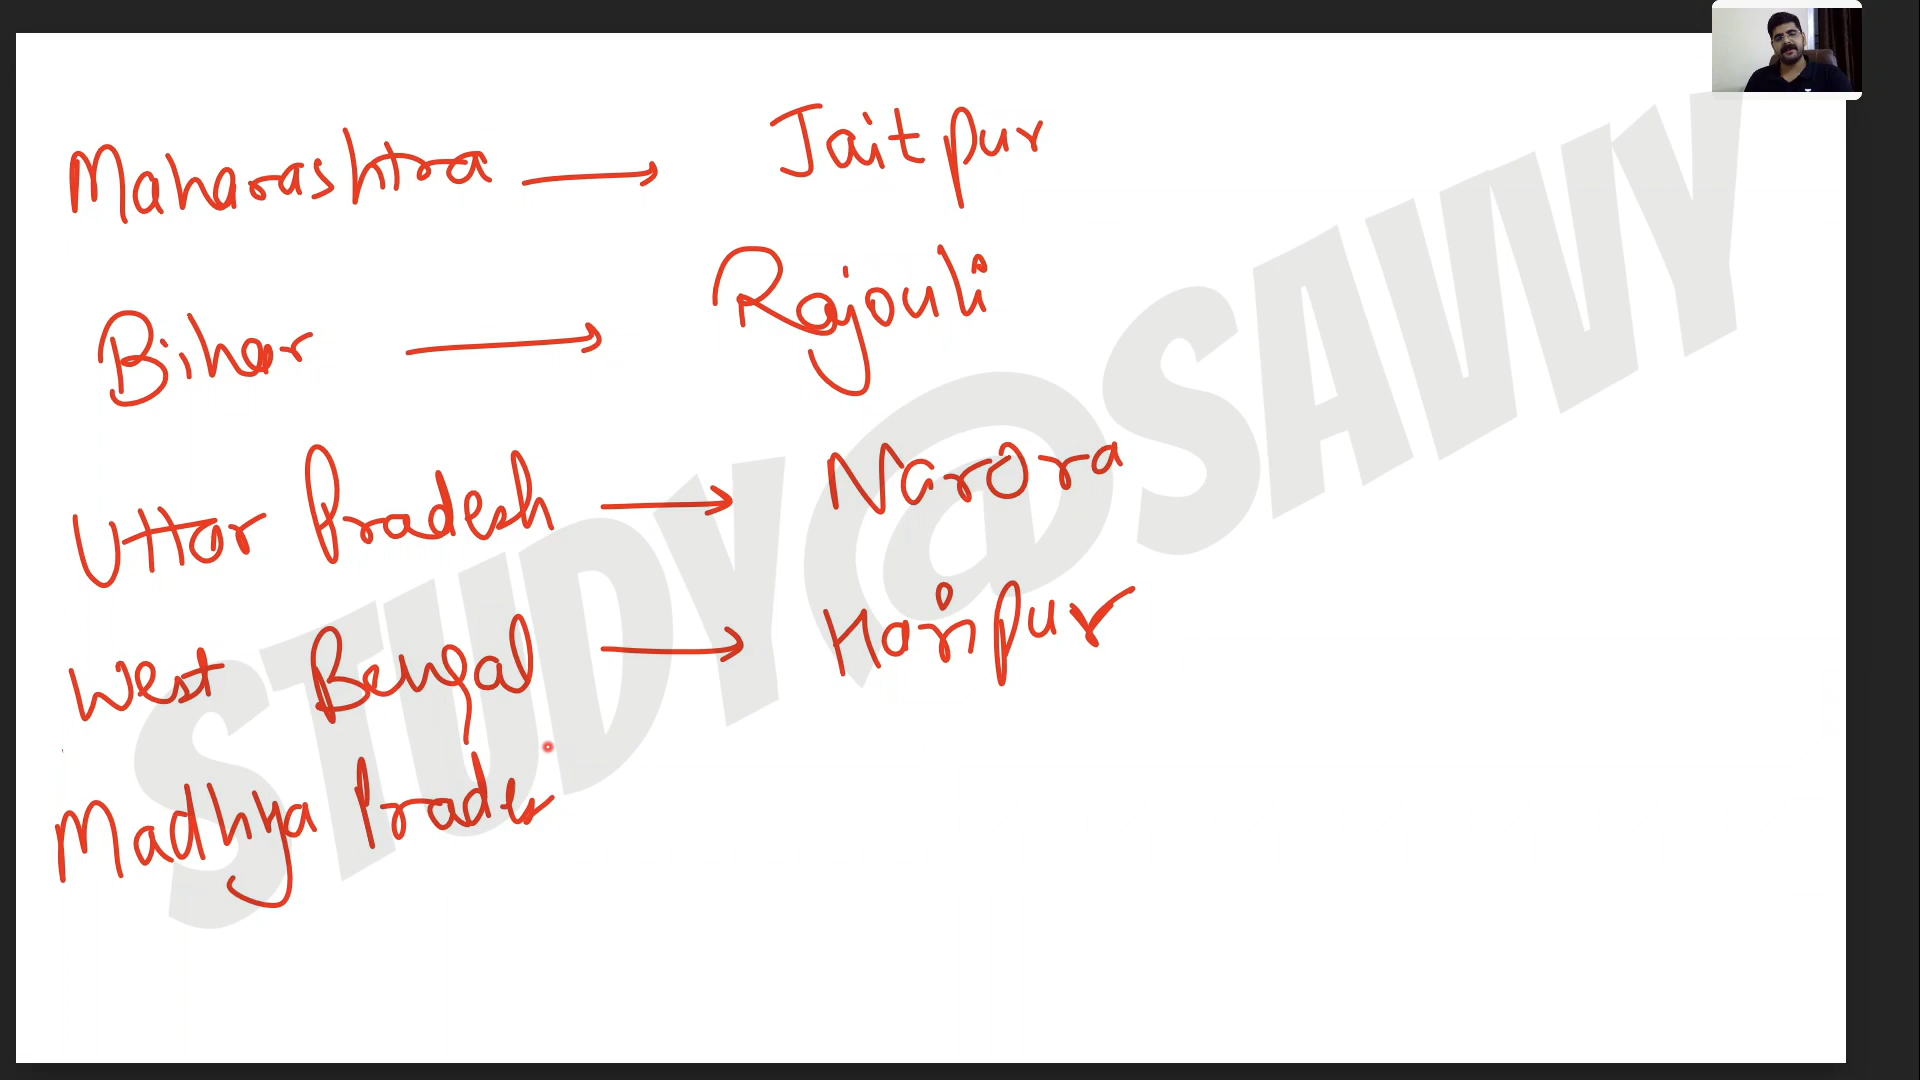 Maharashtra → Jaitpur
Bihar → Rajouli
Uttar Pradesh → Narora
West Bengal → Haripur
Madhya Prades
STUDY@SAVVY